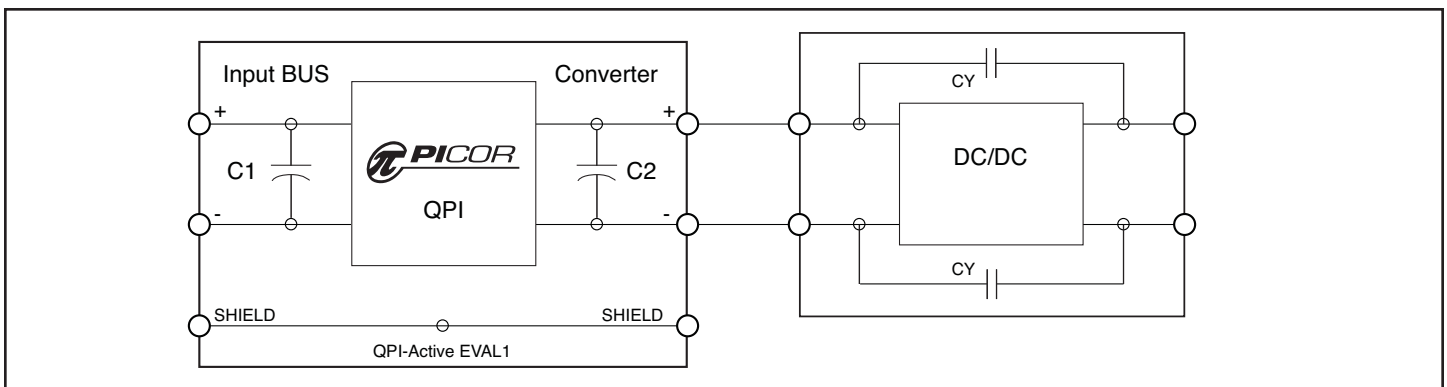 Input BUS
Converter
+
+
C1
PICOR
QPI
C2
-
-
SHIELD
SHIELD
QPI-Active EVAL1
CY
DC/DC
CY